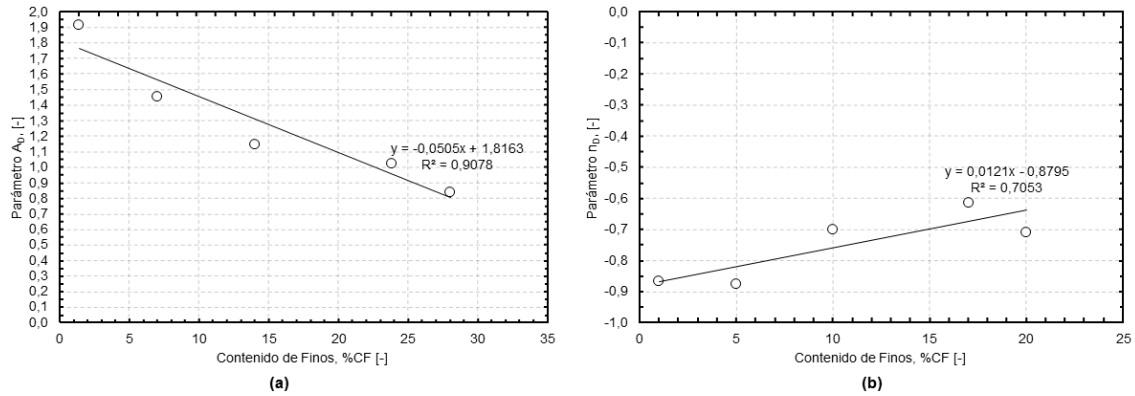 2,0
1,9
1,8
1,7
1,6
1,5
1,4
1,3
1,2
1,1
1,0
0,9
0,8
0,7
0,6
0,5
0,4
0,3
0,2
0,1
0,0
Parámetro A_D, [-]
y = -0,0505x + 1,8163
R² = 0,9078
0 5 10 15 20 25 30 35
Contenido de Finos, %CF [-]
(a)
0,0
-0,1
-0,2
-0,3
-0,4
-0,5
-0,6
-0,7
-0,8
-0,9
-1,0
Parámetro n_D, [-]
y = 0,0121x - 0,8795
R² = 0,7053
0 5 10 15 20 25
Contenido de Finos, %CF [-]
(b)